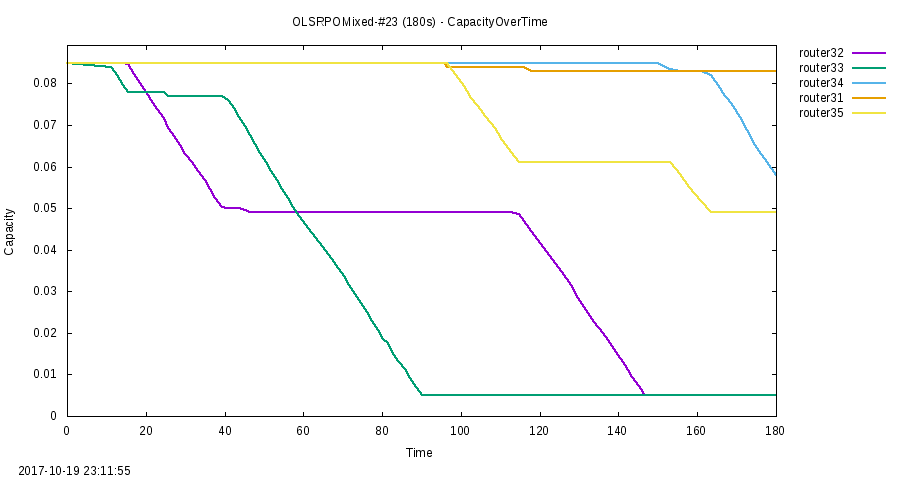 OLSRPOMixed-#23 (180s) - CapacityOverTime
router32
router33
router34
router31
router35
0.08
0.07
0.06
0.05
0.04
0.03
0.02
0.01
0
Capacity
0 20 40 60 80 100 120 140 160 180
Time
2017-10-19 23:11:55